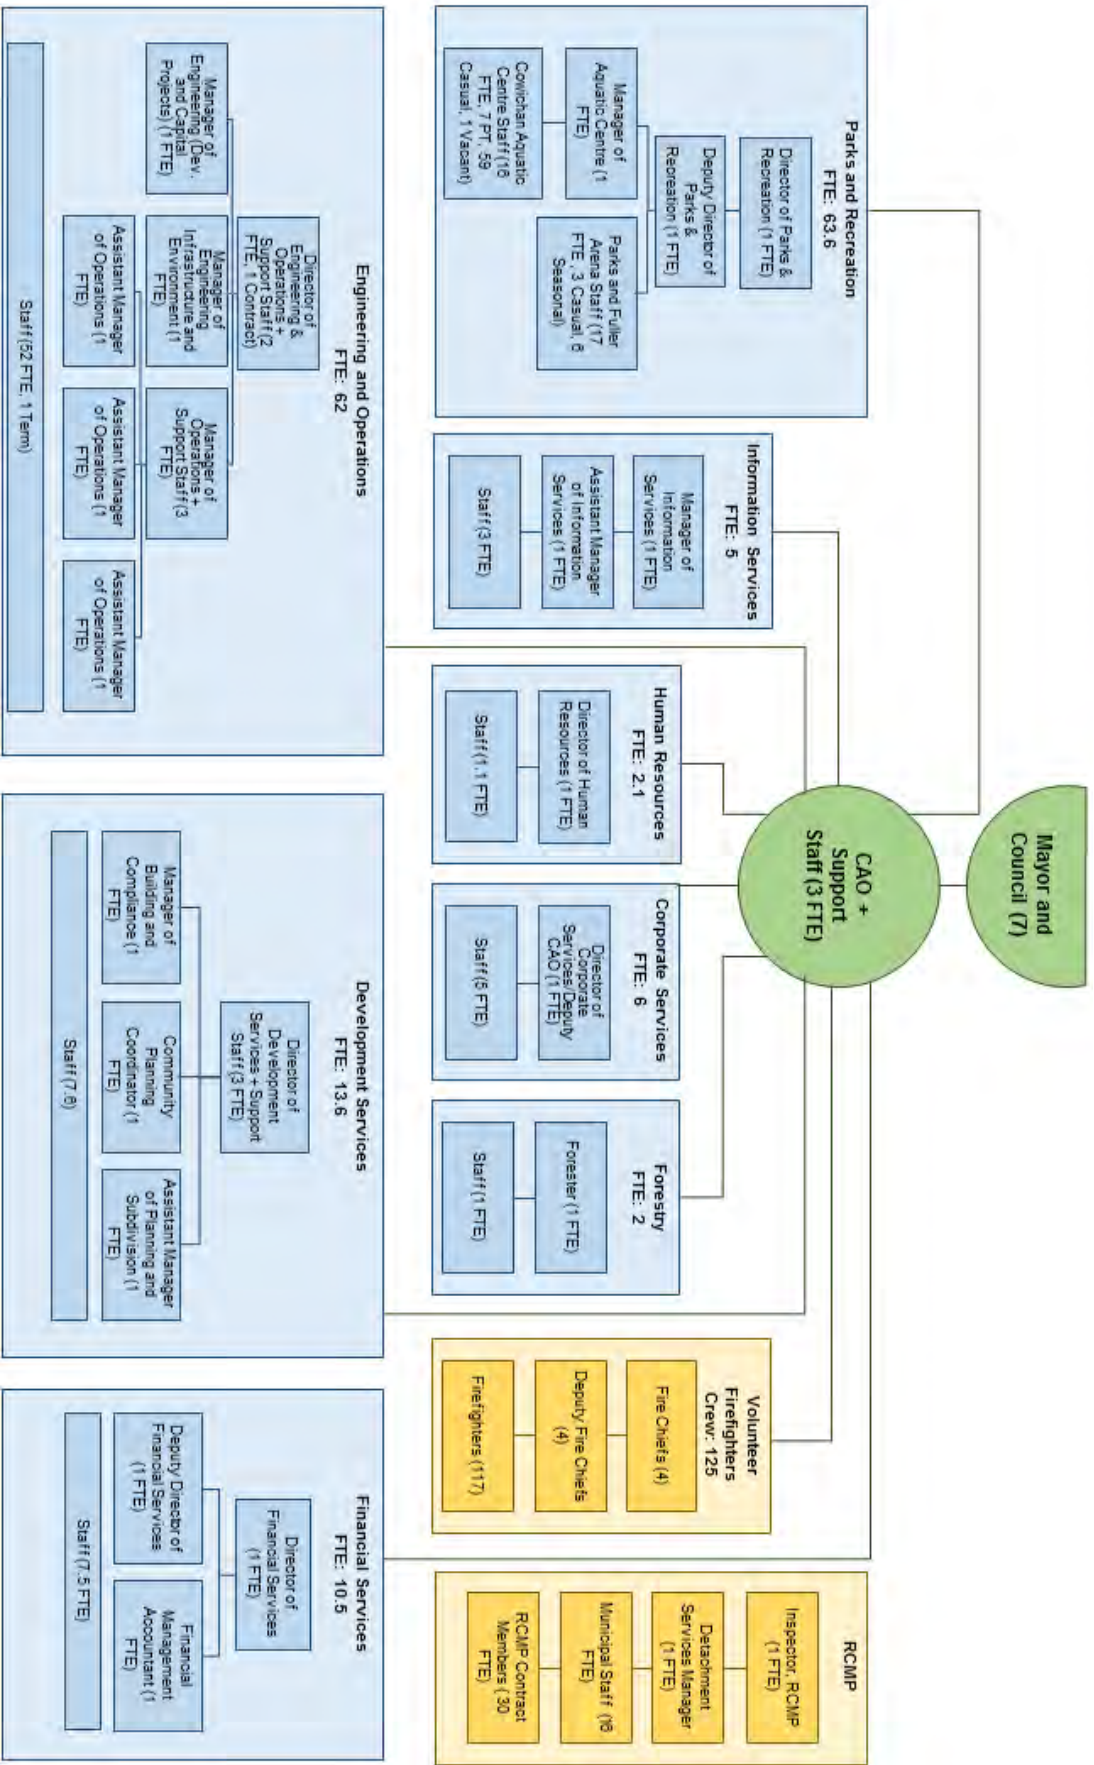 Mayor and
Council (7)
CAO +
Support
Staff (3 FTE)
Parks and Recreation
FTE: 63.6
Director of Parks &
Recreation (1 FTE)
Deputy Director of
Parks &
Recreation (1 FTE)
Manager of
Aquatic Centre (1
FTE)
Cowichan Aquatic
Centre Staff (16
FTE, 7 PT, 59
Casual, 1 Vacant)
Parks and Fuller
Arena Staff (17
FTE, 3 Casual, 6
Seasonal)
Information Services
FTE: 5
Manager of
Information
Services (1 FTE)
Assistant Manager
of Information
Services (1 FTE)
Staff (3 FTE)
Human Resources
FTE: 2.1
Director of Human
Resources (1 FTE)
Staff (1.1 FTE)
Corporate Services
FTE: 6
Director of
Corporate
Services/Deputy
CAO (1 FTE)
Staff (5 FTE)
Forestry
FTE: 2
Forester (1 FTE)
Staff (1 FTE)
Volunteer
Firefighters
Crew: 125
Fire Chiefs (4)
Deputy Fire Chiefs
(4)
Firefighters (117)
RCMP
Inspector, RCMP
(1 FTE)
Detachment
Services Manager
(1 FTE)
Municipal Staff (16
FTE)
RCMP Contract
Members ( 30
FTE)
Engineering and Operations
FTE: 62
Director of
Engineering &
Operations +
Support Staff (2
FTE, 1 Contract)
Manager of
Engineering (Dev.
and Capital
Projects) (1 FTE)
Manager of
Engineering
Infrastructure and
Environment (1
FTE)
Manager of
Operations +
Support Staff (3
FTE)
Assistant Manager
of Operations (1
FTE)
Assistant Manager
of Operations (1
FTE)
Assistant Manager
of Operations (1
FTE)
Staff (52 FTE, 1 Term)
Development Services
FTE: 13.6
Director of
Development
Services + Support
Staff (3 FTE)
Manager of
Building and
Compliance (1
FTE)
Community
Planning
Coordinator (1
FTE)
Assistant Manager
of Planning and
Subdivision (1
FTE)
Staff (7.6)
Financial Services
FTE: 10.5
Director of
Financial Services
(1 FTE)
Deputy Director of
Financial Services
(1 FTE)
Financial
Management
Accountant (1
FTE)
Staff (7.5 FTE)